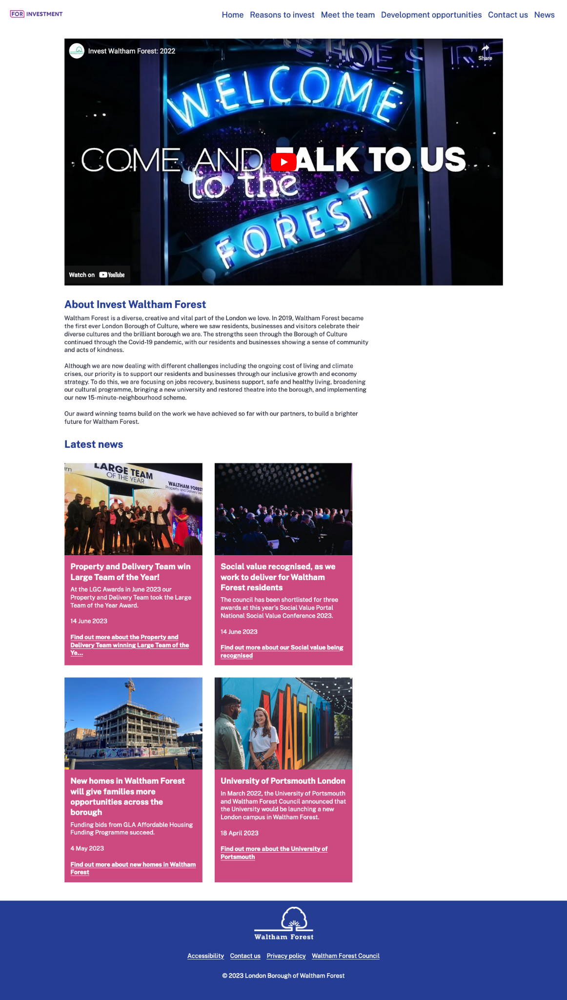 FOR INVESTMENT
Home Reasons to invest Meet the team Development opportunities Contact us News
Invest Waltham Forest: 2022
Share
WELCOME
COME AND TALK TO US
to the
FOREST
Watch on YouTube
About Invest Waltham Forest
Waltham Forest is a diverse, creative and vital part of the London we love. In 2019, Waltham Forest became
the first ever London Borough of Culture, where we saw residents, businesses and visitors celebrate their
diverse cultures and the brilliant borough we are. The strengths seen through the Borough of Culture
continued through the Covid-19 pandemic, with our residents and businesses showing a sense of community
and acts of kindness.
Although we are now dealing with different challenges including the ongoing cost of living and climate
crises, our priority is to support our residents and businesses through our inclusive growth and economy
strategy. To do this, we are focusing on jobs recovery, business support, safe and healthy living, broadening
our cultural programme, bringing a new university and restored theatre into the borough, and implementing
our new 15-minute-neighbourhood scheme.
Our award winning teams build on the work we have achieved so far with our partners, to build a brighter
future for Waltham Forest.
Latest news
LARGE TEAM
OF THE YEAR
WALTHAM FOREST
Property and Delivery
Property and Delivery Team win
Large Team of the Year!
At the LGC Awards in June 2023 our
Property and Delivery Team took the Large
Team of the Year Award.
14 June 2023
Find out more about the Property and
Delivery Team winning Large Team of the
Ye...
Social value recognised, as we
work to deliver for Waltham
Forest residents
The council has been shortlisted for three
awards at this year's Social Value Portal
National Social Value Conference 2023.
14 June 2023
Find out more about our Social value being
recognised
New homes in Waltham Forest
will give families more
opportunities across the
borough
Funding bids from GLA Affordable Housing
Funding Programme succeed.
4 May 2023
Find out more about new homes in Waltham
Forest
WALTH
University of Portsmouth London
In March 2022, the University of Portsmouth
and Waltham Forest Council announced that
the University would be launching a new
London campus in Waltham Forest.
18 April 2023
Find out more about the University of
Portsmouth
Waltham Forest
Accessibility Contact us Privacy policy Waltham Forest Council
© 2023 London Borough of Waltham Forest